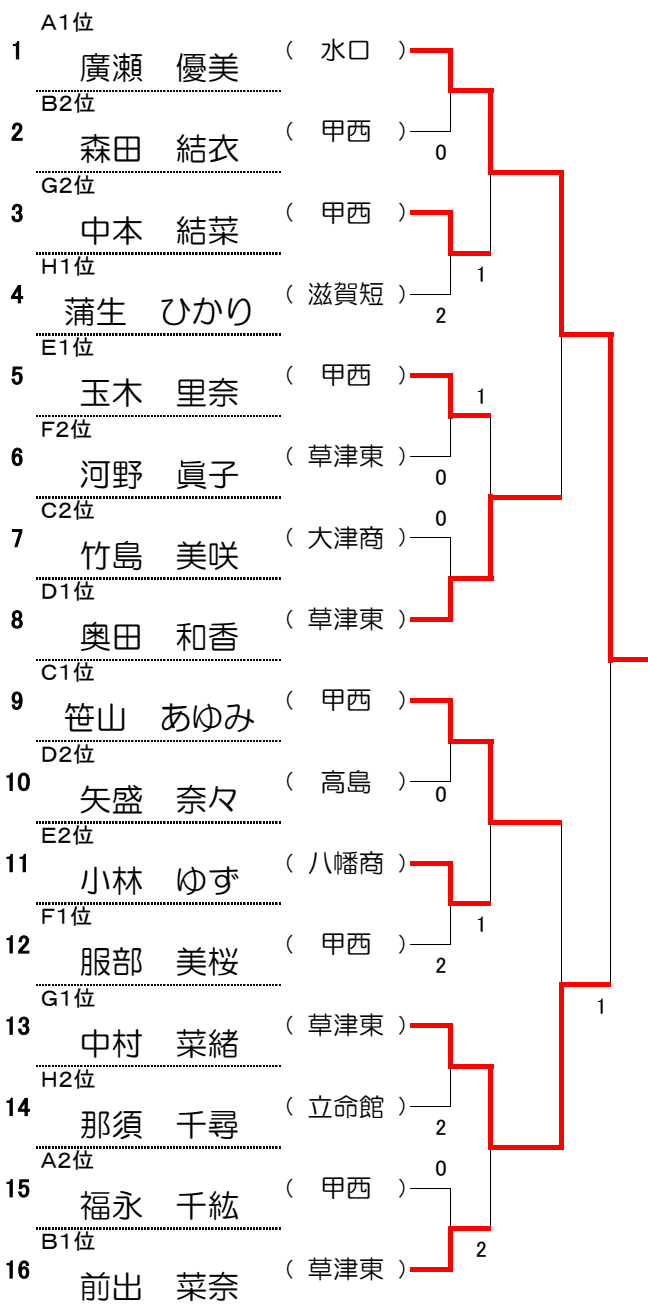 A1位
1 廣瀬 優美 ( 水口 )
B2位
2 森田 結衣 ( 甲西 )
0
G2位
3 中本 結菜 ( 甲西 )
1
H1位
4 蒲生 ひかり ( 滋賀短 )
2
E1位
5 玉木 里奈 ( 甲西 )
1
F2位
6 河野 眞子 ( 草津東 )
0
C2位
0
7 竹島 美咲 ( 大津商 )
D1位
8 奥田 和香 ( 草津東 )
C1位
9 笹山 あゆみ ( 甲西 )
D2位
10 矢盛 奈々 ( 高島 )
0
E2位
11 小林 ゆず ( 八幡商 )
1
F1位
12 服部 美桜 ( 甲西 )
2
G1位
1
13 中村 菜緒 ( 草津東 )
H2位
14 那須 千尋 ( 立命館 )
2
A2位
0
15 福永 千紘 ( 甲西 )
B1位
2
16 前出 菜奈 ( 草津東 )